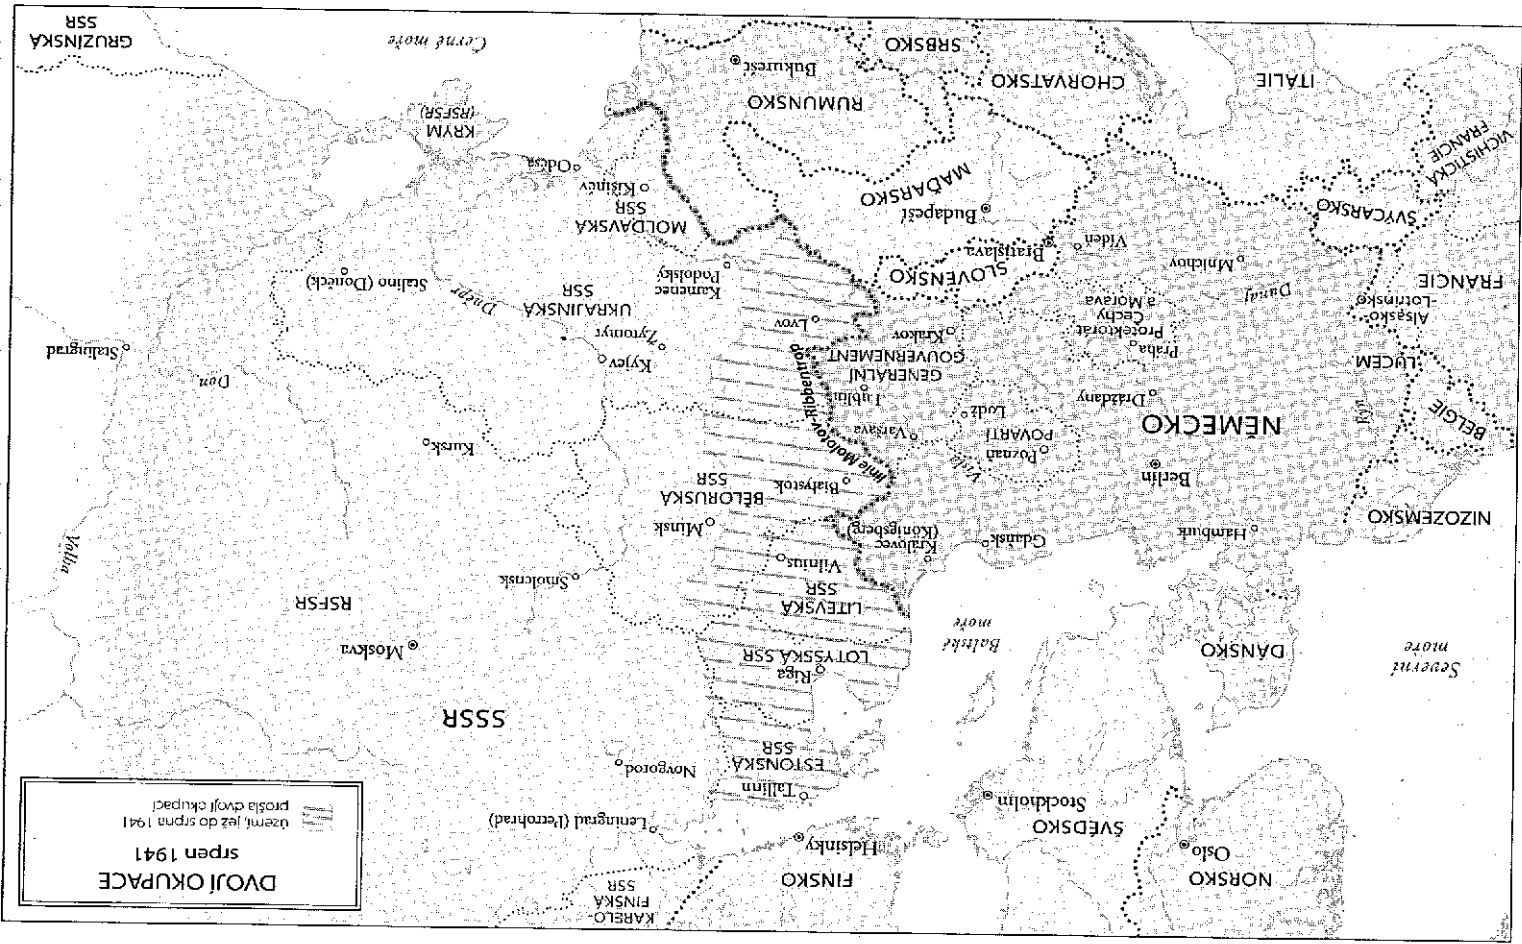 NORSKO
Oslo
ŠVÉDSKO
Stockholm
FINSKO
Helsinky
KARELO-
FINSKÁ
SSR
DVOJÍ OKUPACE
srpen 1941
území, jež do srpna 1941
prošla dvojí okupací
Leningrad (Petrohrad)
Novgorod
Tallinn
ESTONSKÁ
SSR
SSSR
Severní
moře
DÁNSKO
Baltské
moře
Riga
LOTYŠSKÁ SSR
Moskva
RSFSR
LITEVSKÁ
SSR
Vilnius
Smolensk
Volha
NIZOZEMSKO
Hamburk
Gdaňsk
Královec
(Königsberg)
Minsk
BĚLORUSKÁ
SSR
Białystok
Berlín
Poznaň
POVARTÍ
Visla
Varšava
Lodž
Lublin
Kursk
BELGIE
NĚMECKO
Rýn
Drážďany
LUCEM
Praha
Protektorát
Čechy
a Morava
GENERÁLNÍ
GOUVERNEMENT
Krakov
linie Molotov-Ribbentrop
Lvov
Kyjev
Žytomyr
UKRAJINSKÁ
SSR
Dněpr
Don
Stalingrad
Stalino (Doněck)
Alsasko-
-Lotrinsko
FRANCIE
Dunaj
Mnichov
Vídeň
Bratislava
SLOVENSKO
Kamenec
Podolský
MOLDAVSKÁ
SSR
Kišiněv
Oděsa
ŠVÝCARSKO
VICHISTICKÁ
FRANCIE
Budapešť
MAĎARSKO
KRYM
(RSFSR)
ITÁLIE
CHORVATSKO
SRBSKO
RUMUNSKO
Bukurešť
Černé moře
GRUZÍNSKÁ
SSR